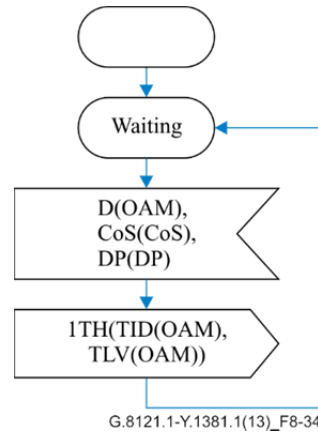 Waiting
D(OAM),
CoS(CoS),
DP(DP)
1TH(TID(OAM),
TLV(OAM))
G.8121.1-Y.1381.1(13)_F8-34